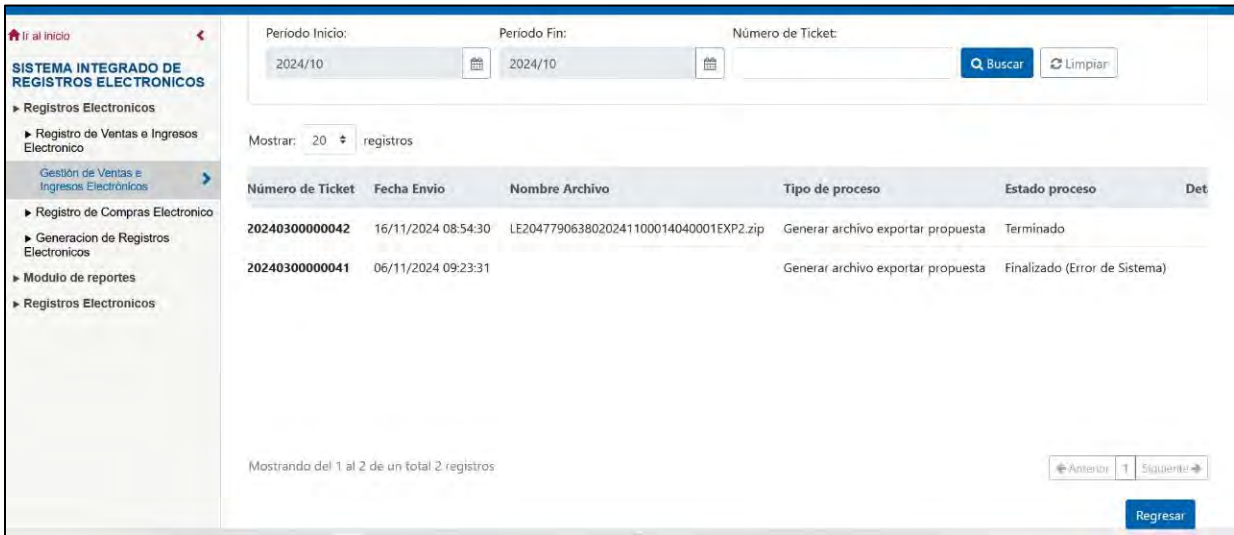 Ir al inicio
SISTEMA INTEGRADO DE
REGISTROS ELECTRONICOS
Registros Electronicos
Registro de Ventas e Ingresos
Electronico
Gestión de Ventas e
Ingresos Electrónicos
Registro de Compras Electronico
Generacion de Registros
Electronicos
Modulo de reportes
Registros Electronicos
Período Inicio: Período Fin: Número de Ticket:
2024/10 2024/10 Buscar Limpiar
Mostrar: 20 registros
Número de Ticket Fecha Envio Nombre Archivo Tipo de proceso Estado proceso Det
20240300000042 16/11/2024 08:54:30 LE2047790638020241100014040001EXP2.zip Generar archivo exportar propuesta Terminado
20240300000041 06/11/2024 09:23:31 Generar archivo exportar propuesta Finalizado (Error de Sistema)
Mostrando del 1 al 2 de un total 2 registros
Anterior 1 Siguiente
Regresar